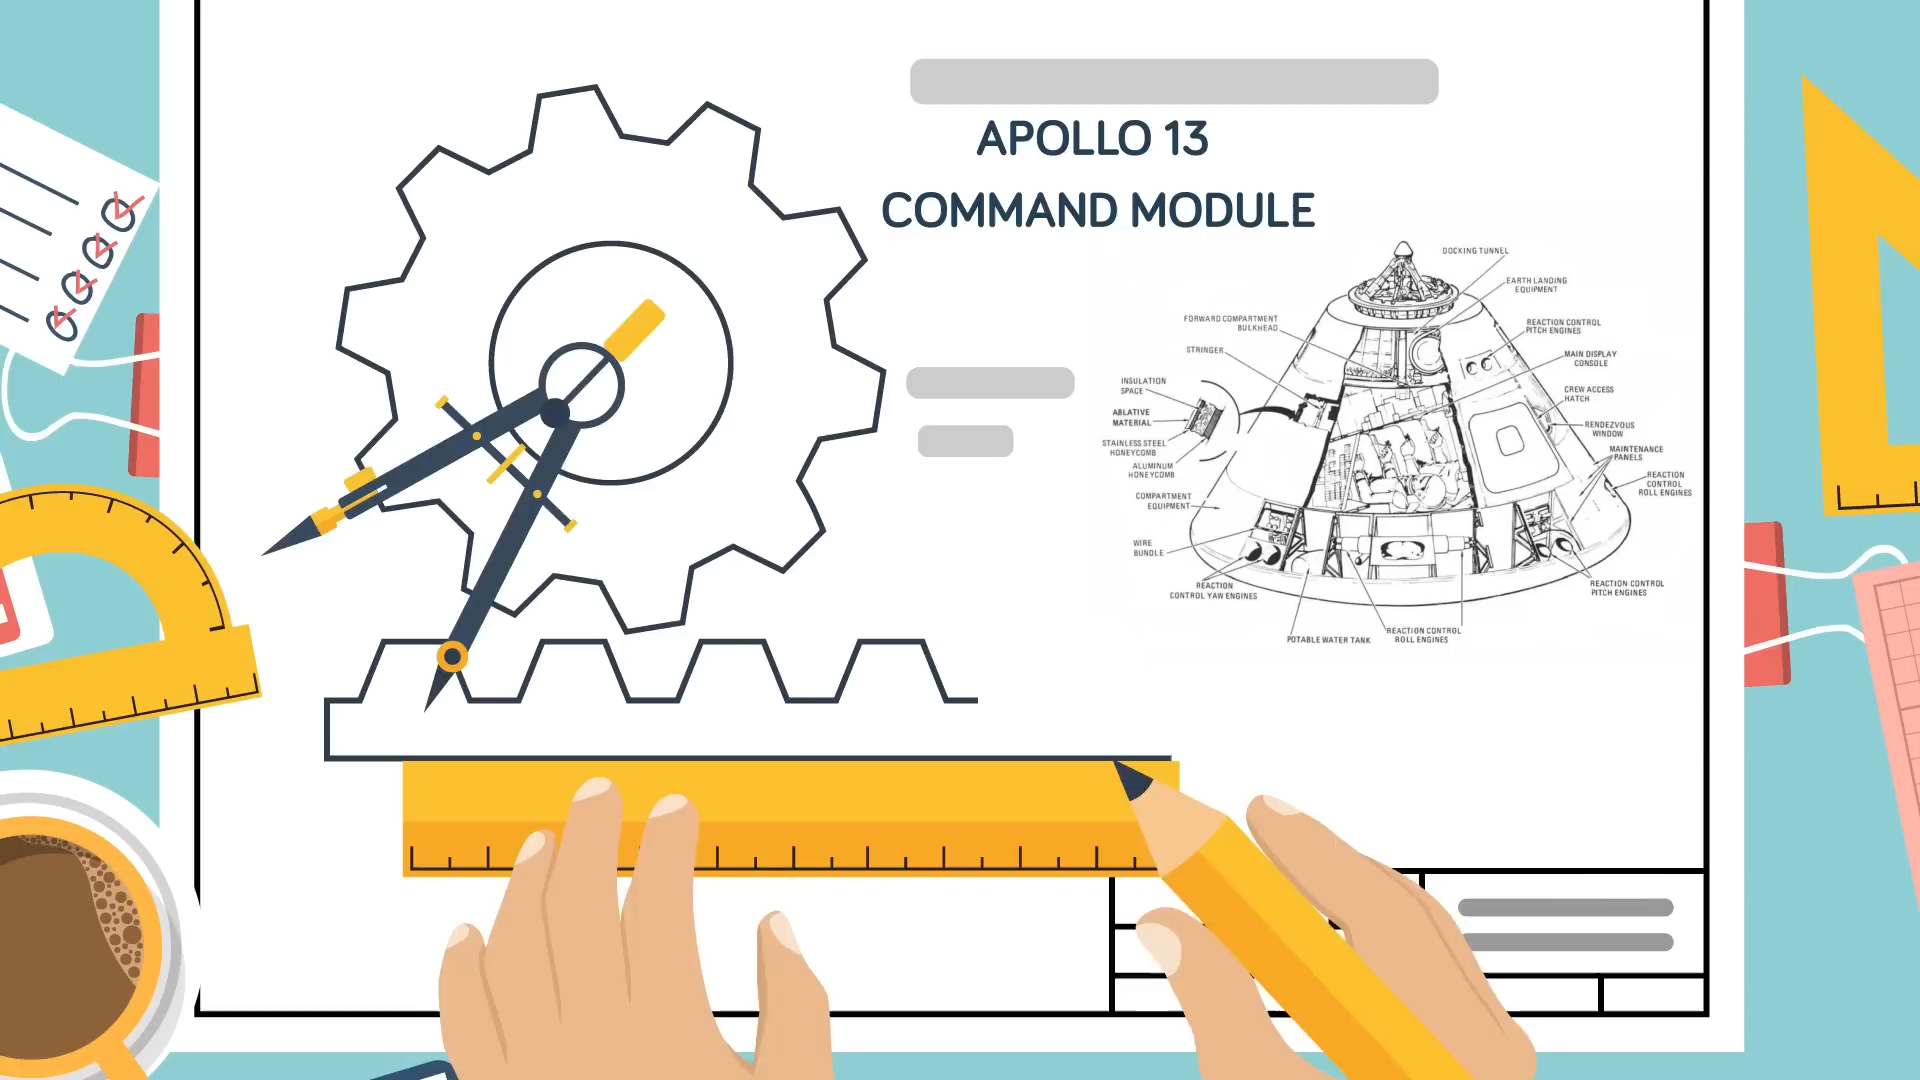 APOLLO 13
COMMAND MODULE
DOCKING TUNNEL
EARTH LANDING
EQUIPMENT
FORWARD COMPARTMENT
BULKHEAD
REACTION CONTROL
PITCH ENGINES
STRINGER
MAIN DISPLAY
CONSOLE
INSULATION
SPACE
CREW ACCESS
HATCH
ABLATIVE
MATERIAL
RENDEZVOUS
WINDOW
STAINLESS STEEL
HONEYCOMB
MAINTENANCE
PANELS
ALUMINUM
HONEYCOMB
REACTION
CONTROL
ROLL ENGINES
COMPARTMENT
EQUIPMENT
WIRE
BUNDLE
REACTION
CONTROL YAW ENGINES
REACTION CONTROL
PITCH ENGINES
POTABLE WATER TANK
REACTION CONTROL
ROLL ENGINES